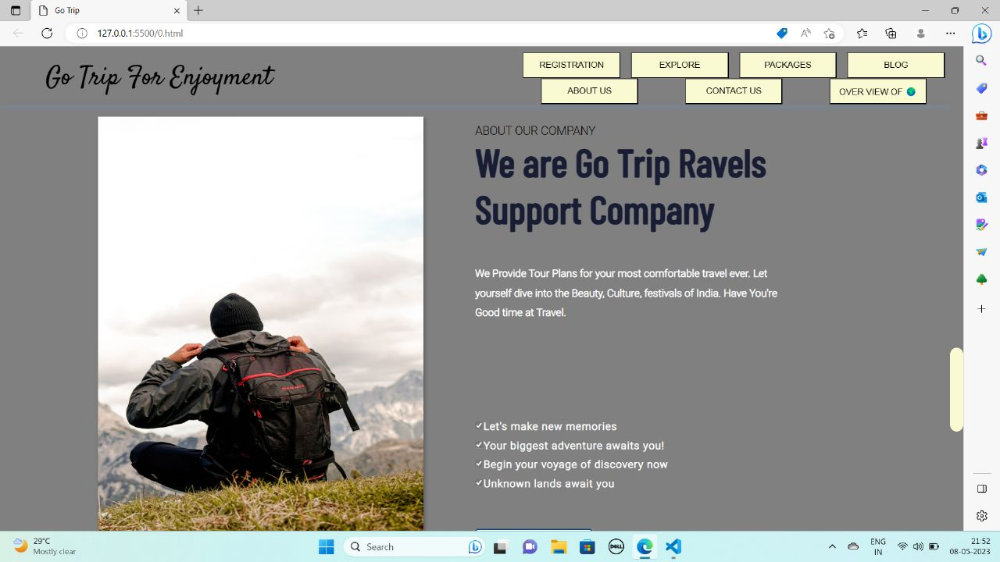 Go Trip
127.0.0.1:5500/0.html
Go Trip For Enjoyment
REGISTRATION
EXPLORE
PACKAGES
BLOG
ABOUT US
CONTACT US
OVER VIEW OF
ABOUT OUR COMPANY
We are Go Trip Ravels
Support Company
We Provide Tour Plans for your most comfortable travel ever. Let
yourself dive into the Beauty, Culture, festivals of India. Have You're
Good time at Travel.
Let's make new memories
Your biggest adventure awaits you!
Begin your voyage of discovery now
Unknown lands await you
MAMMUT
29°C
Mostly clear
Search
DELL
ENG
IN
21:52
08-05-2023